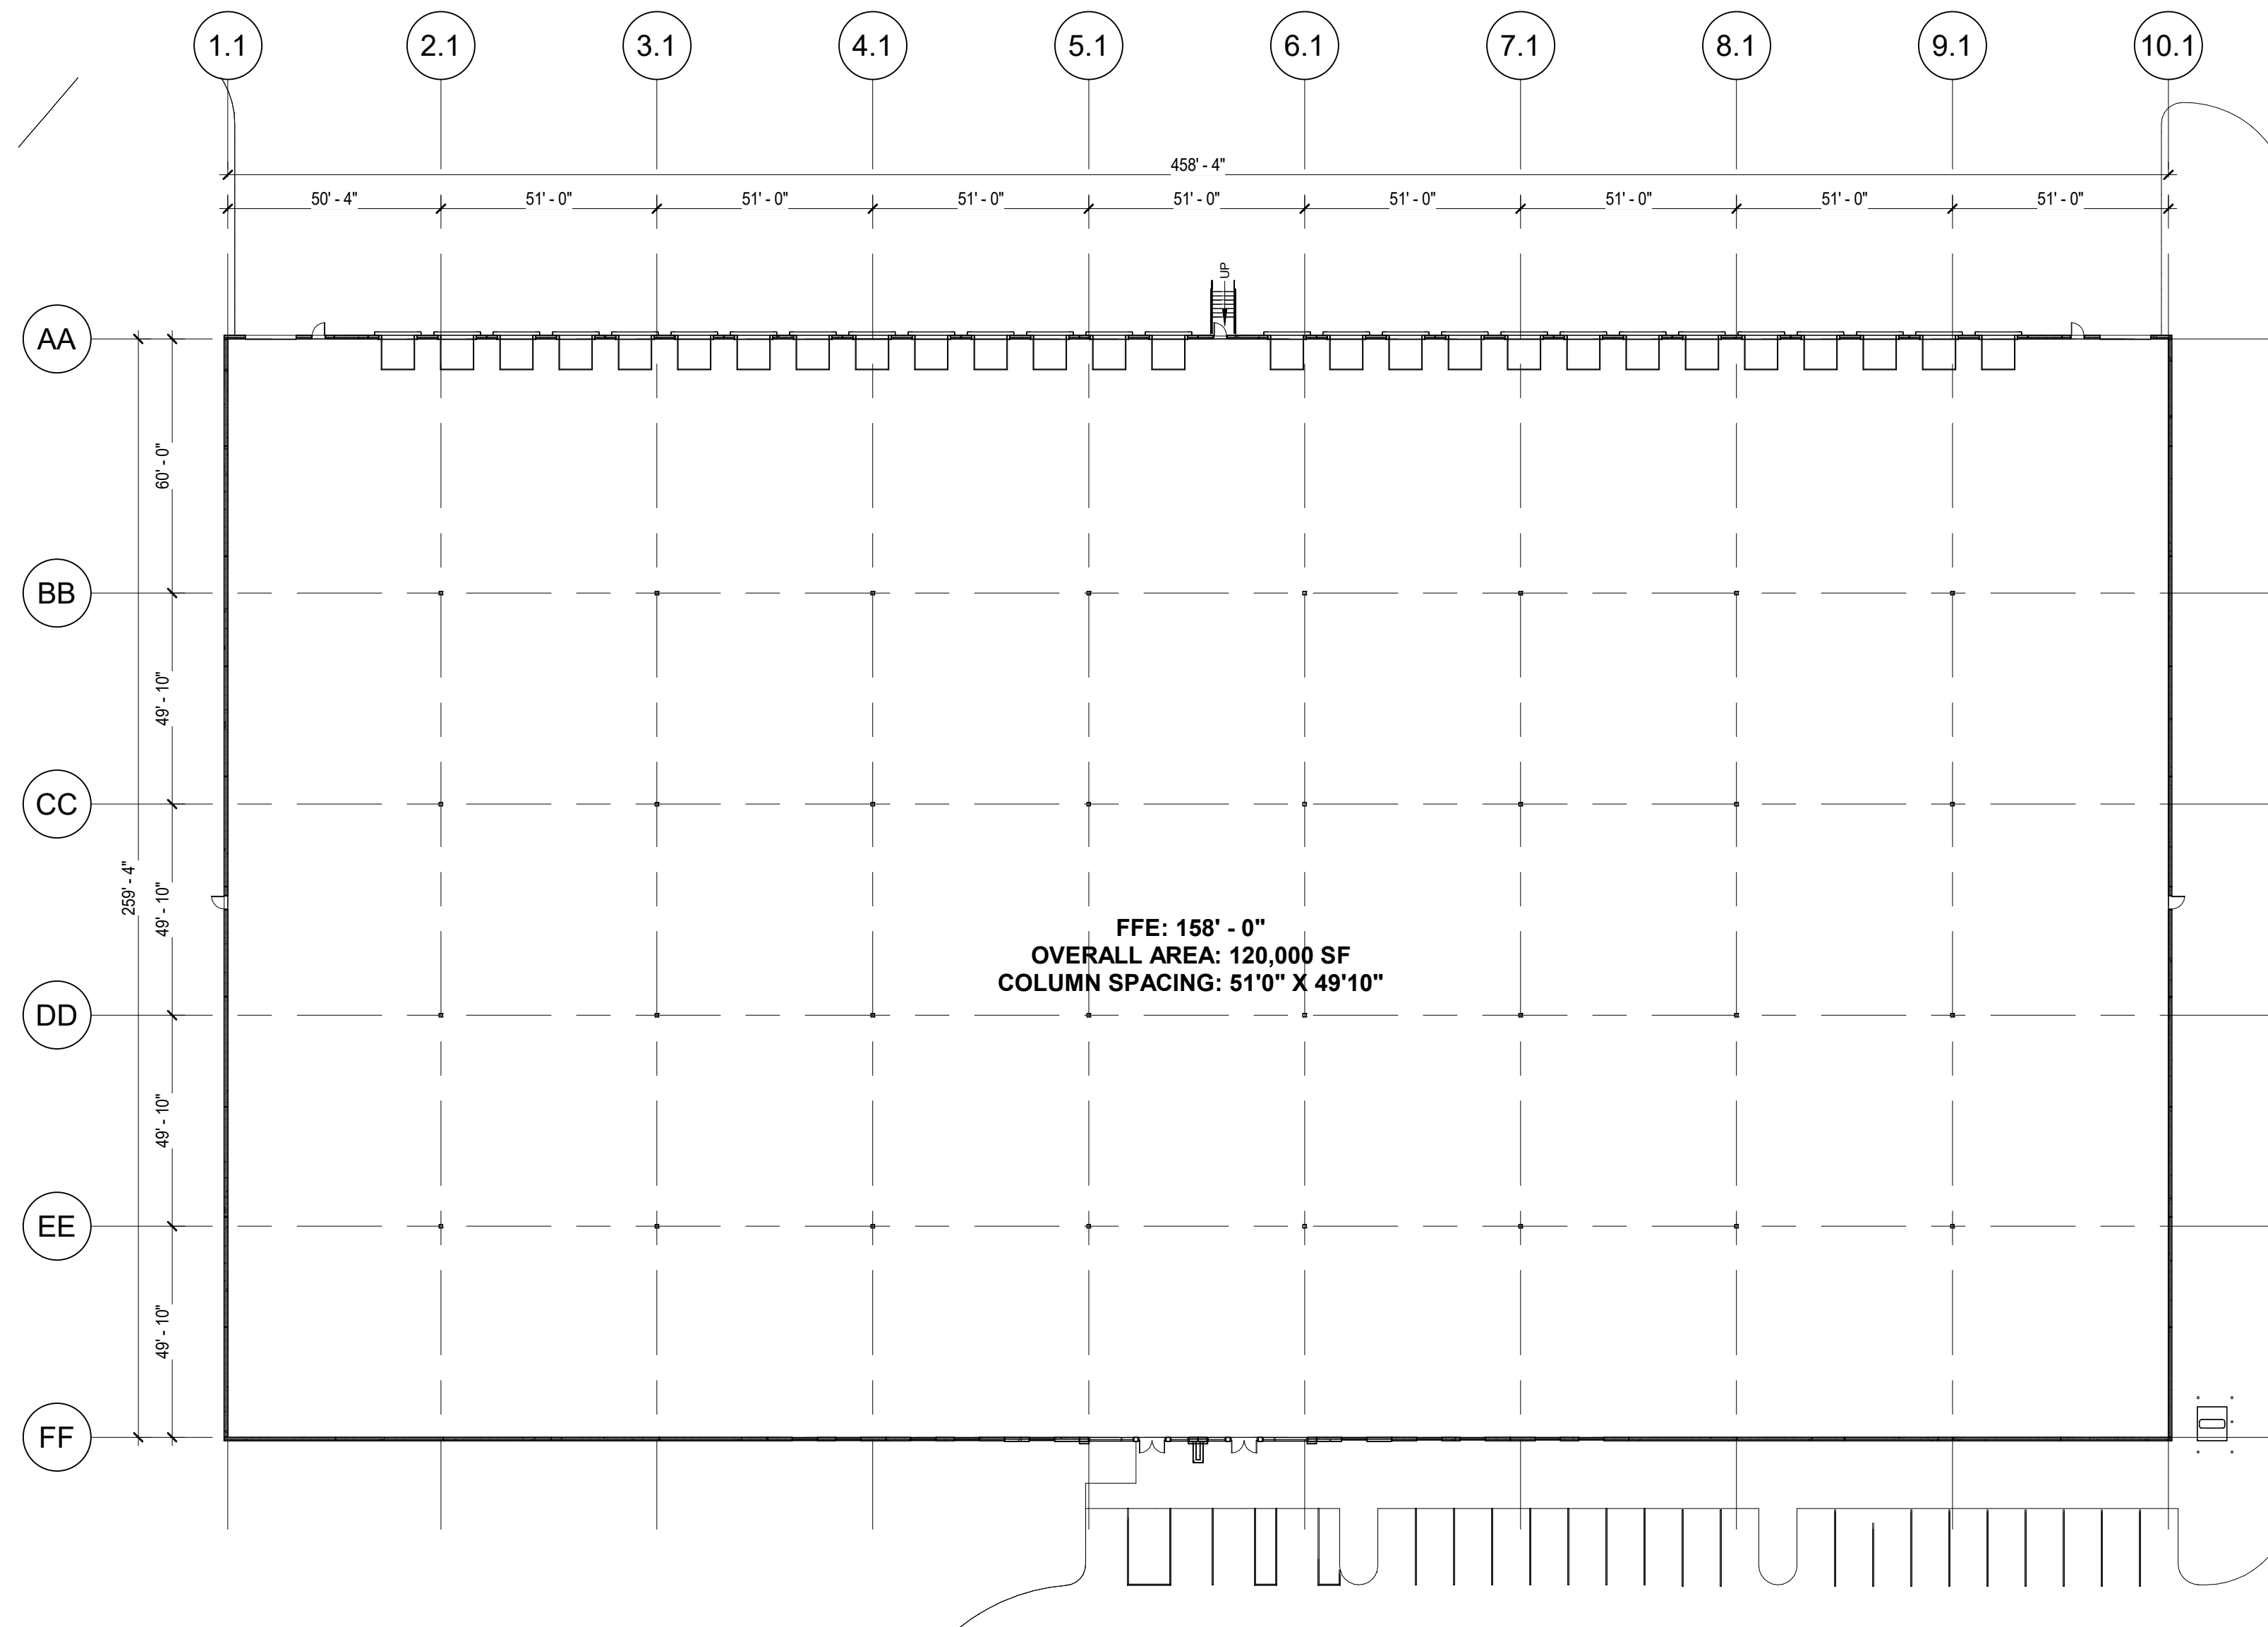 1.1 2.1 3.1 4.1 5.1 6.1 7.1 8.1 9.1 10.1
458' - 4"
50' - 4" 51' - 0" 51' - 0" 51' - 0" 51' - 0" 51' - 0" 51' - 0" 51' - 0" 51' - 0"
UP
AA
60' - 0"
BB
49' - 10"
CC
259' - 4"
49' - 10"
FFE: 158' - 0"
OVERALL AREA: 120,000 SF
COLUMN SPACING: 51'0" X 49'10"
DD
49' - 10"
EE
49' - 10"
FF